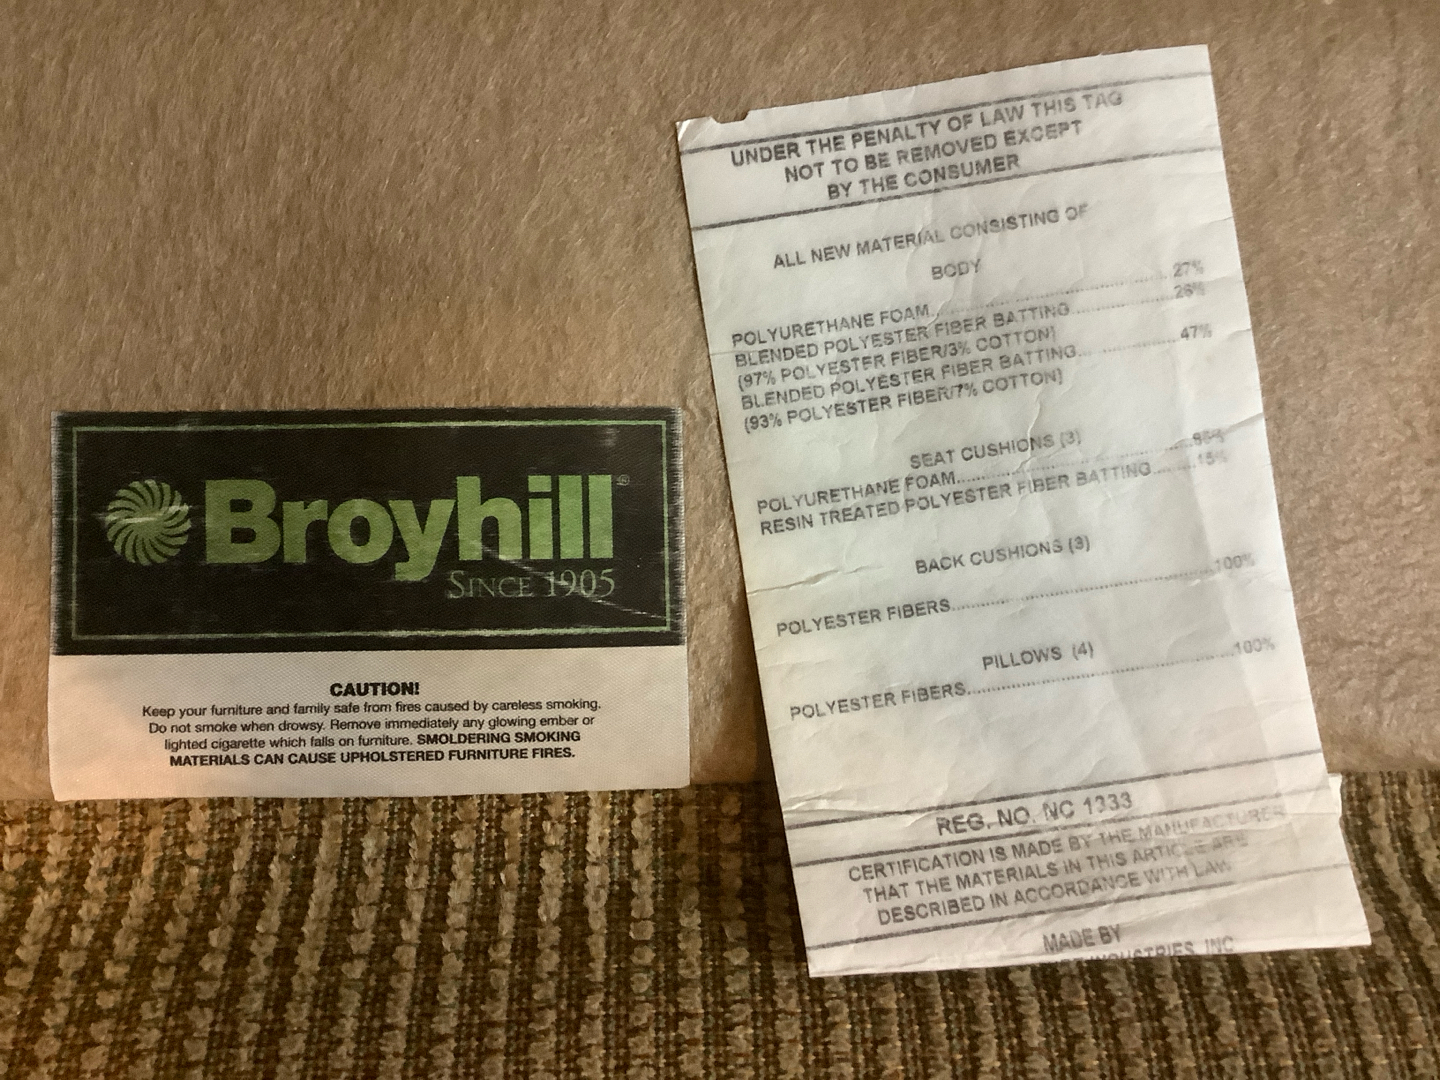 Broyhill®
SINCE 1905
CAUTION!
Keep your furniture and family safe from fires caused by careless smoking.
Do not smoke when drowsy. Remove immediately any glowing ember or
lighted cigarette which falls on furniture. SMOLDERING SMOKING
MATERIALS CAN CAUSE UPHOLSTERED FURNITURE FIRES.
UNDER THE PENALTY OF LAW THIS TAG
NOT TO BE REMOVED EXCEPT
BY THE CONSUMER
ALL NEW MATERIAL CONSISTING OF
BODY
POLYURETHANE FOAM..............................27%
BLENDED POLYESTER FIBER BATTING...............26%
(97% POLYESTER FIBER/3% COTTON)
BLENDED POLYESTER FIBER BATTING...............47%
(93% POLYESTER FIBER/7% COTTON)
SEAT CUSHIONS (3)
POLYURETHANE FOAM..............................
RESIN TREATED POLYESTER FIBER BATTING.........15%
BACK CUSHIONS (3)
POLYESTER FIBERS..............................100%
PILLOWS (4)
POLYESTER FIBERS..............................100%
REG. NO. NC 1333
CERTIFICATION IS MADE BY THE MANUFACTURER
THAT THE MATERIALS IN THIS ARTICLE ARE
DESCRIBED IN ACCORDANCE WITH LAW
MADE BY
INDUSTRIES, INC